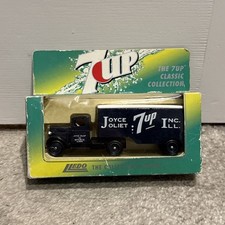 7UP
THE 7UP
CLASSIC
COLLECTION
JOYCE 7up INC.
JOLIET ILL.
LLEDO